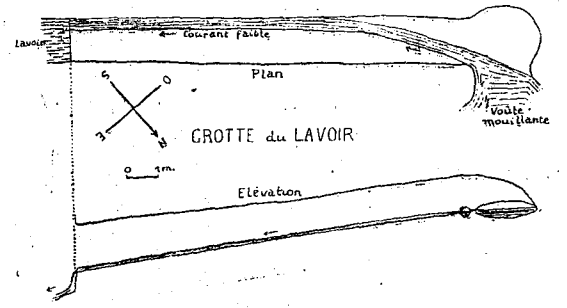 Lavoir
← Courant faible
Plan
Voûte
mouillante
S
O
E
N
GROTTE du LAVOIR
0 1m.
Elévation